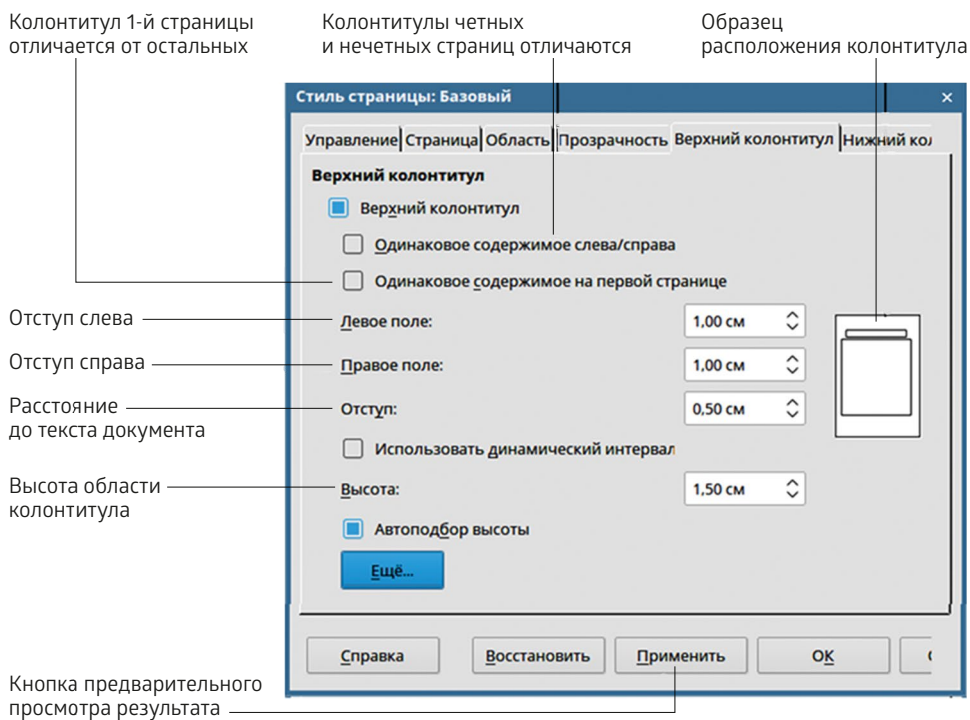 Колонтитул 1-й страницы
отличается от остальных
Колонтитулы четных
и нечетных страниц отличаются
Образец
расположения колонтитула
Стиль страницы: Базовый ×
Управление Страница Область Прозрачность Верхний колонтитул Нижний кол
Верхний колонтитул
Верхний колонтитул
Одинаковое содержимое слева/справа
Одинаковое содержимое на первой странице
Отступ слева
Левое поле: 1,00 см
Отступ справа
Правое поле: 1,00 см
Расстояние
до текста документа
Отступ: 0,50 см
Использовать динамический интервал
Высота области
колонтитула
Высота: 1,50 см
Автоподбор высоты
Ещё...
Справка Восстановить Применить ОК
Кнопка предварительного
просмотра результата